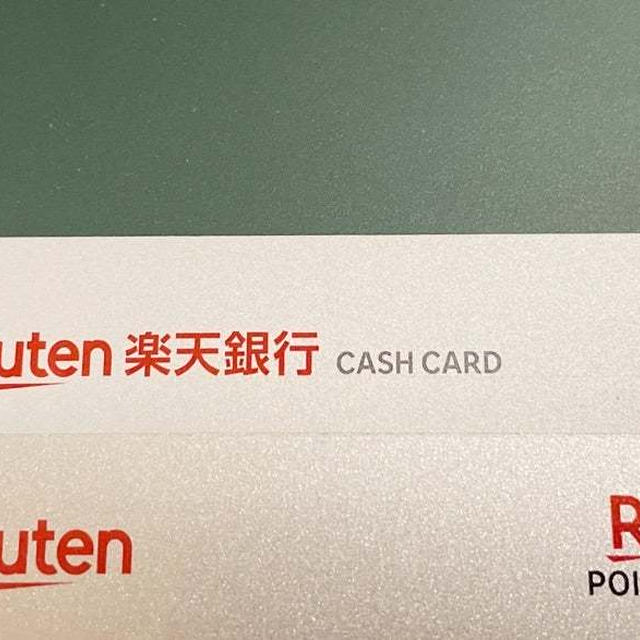 uten 楽天銀行 CASH CARD
uten R
POI